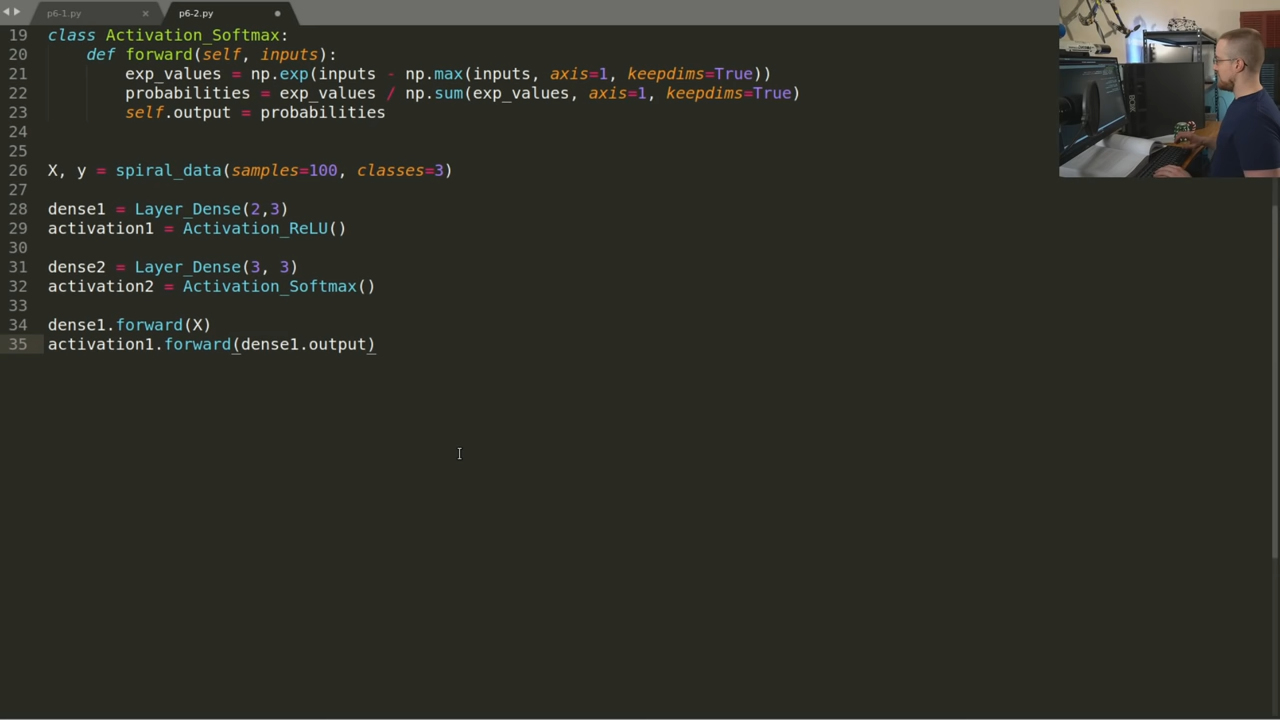 p6-1.py × p6-2.py
19 class Activation_Softmax:
20 def forward(self, inputs):
21 exp_values = np.exp(inputs - np.max(inputs, axis=1, keepdims=True))
22 probabilities = exp_values / np.sum(exp_values, axis=1, keepdims=True)
23 self.output = probabilities
24
25
26 X, y = spiral_data(samples=100, classes=3)
27
28 dense1 = Layer_Dense(2,3)
29 activation1 = Activation_ReLU()
30
31 dense2 = Layer_Dense(3, 3)
32 activation2 = Activation_Softmax()
33
34 dense1.forward(X)
35 activation1.forward(dense1.output)